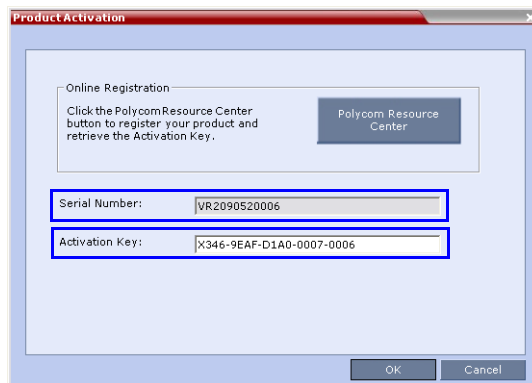 Product Activation
Online Registration
Click the Polycom Resource Center
button to register your product and
retrieve the Activation Key.
Polycom Resource
Center
Serial Number:
VR2090520006
Activation Key:
X346-9EAF-D1A0-0007-0006
OK
Cancel